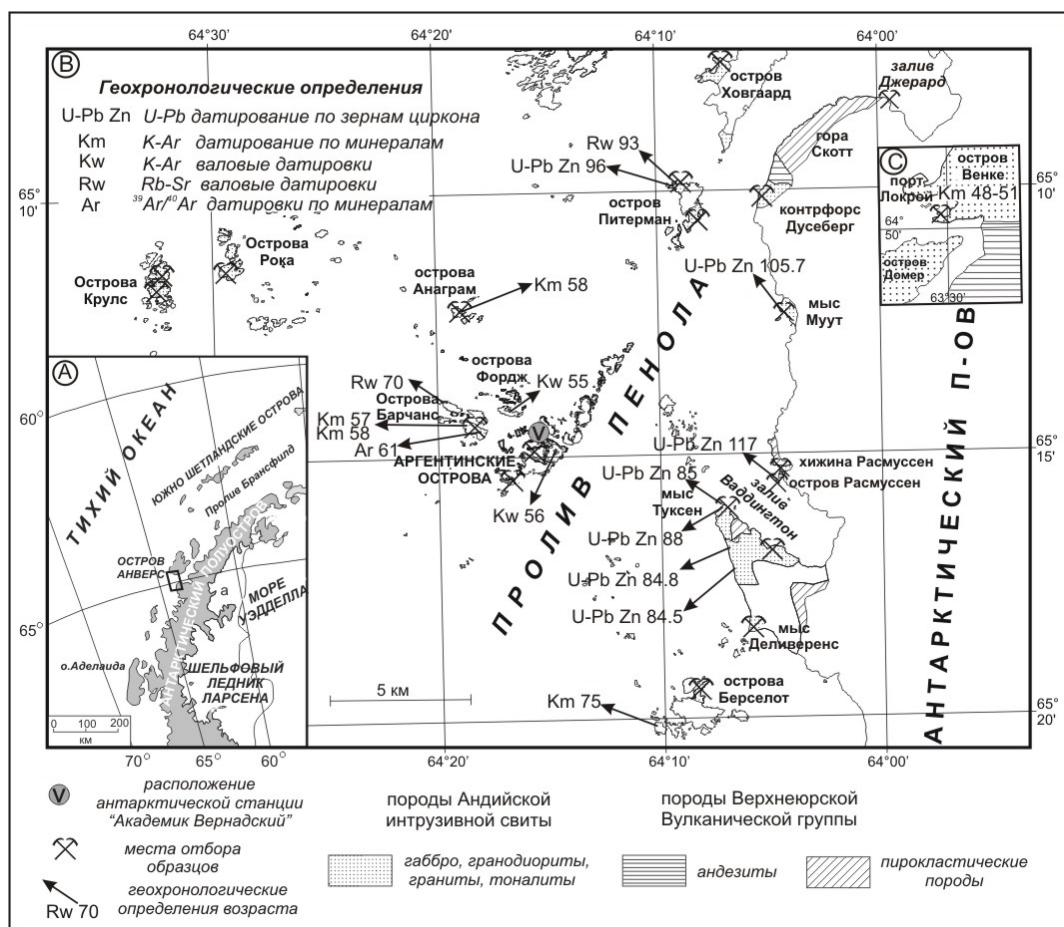 64°30'
64°20'
64°10'
64°00'
B
Геохронологические определения
U-Pb Zn U-Pb датирование по зернам циркона
Km K-Ar датирование по минералам
Kw K-Ar валовые датировки
Rw Rb-Sr валовые датировки
Ar ³⁹Ar/⁴⁰Ar датировки по минералам
остров
Ховгаард
залив
Джерард
гора
Скотт
Rw 93
U-Pb Zn 96
65°
10'
65°
10'
остров
Питерман
контрфорс
Дусеберг
C
остров
Венке
порт
Локрой
Km 48-51
64°
50'
остров
Домер
63°30'
Острова
Крулс
Острова
Рока
острова
Анаграм
Km 58
U-Pb Zn 105.7
мыс
Муут
острова
Фордж
Kw 55
Rw 70
Острова
Барчанс
Km 57
Km 58
Ar 61
V
АРГЕНТИНСКИЕ
ОСТРОВА
Kw 56
ПРОЛИВ ПЕНОЛА
АНТАРКТИЧЕСКИЙ П-ОВ
65°
15'
U-Pb Zn 117
хижина Расмуссен
остров Расмуссен
U-Pb Zn 85
мыс
Туксен
залив
Ваддингтон
U-Pb Zn 88
U-Pb Zn 84.8
U-Pb Zn 84.5
мыс
Деливеренс
острова
Берселот
Km 75
5 км
65°
20'
64°20'
64°10'
64°00'
A
ТИХИЙ ОКЕАН
60°
65°
ЮЖНО ШЕТЛАНДСКИЕ ОСТРОВА
Пролив Брансфилд
ОСТРОВ
АНВЕРС
АНТАРКТИЧЕСКИЙ ПОЛУОСТРОВ
а
МОРЕ
УЭДДЕЛЛА
о.Аделаида
ШЕЛЬФОВЫЙ
ЛЕДНИК
ЛАРСЕНА
0 100 200
км
70°
65°
60°
V
расположение
антарктической станции
"Академик Вернадский"
места отбора
образцов
Rw 70
геохронологические
определения возраста
породы Андийской
интрузивной свиты
габбро, гранодиориты,
граниты, тоналиты
породы Верхнеюрской
Вулканической группы
андезиты
пирокластические
породы